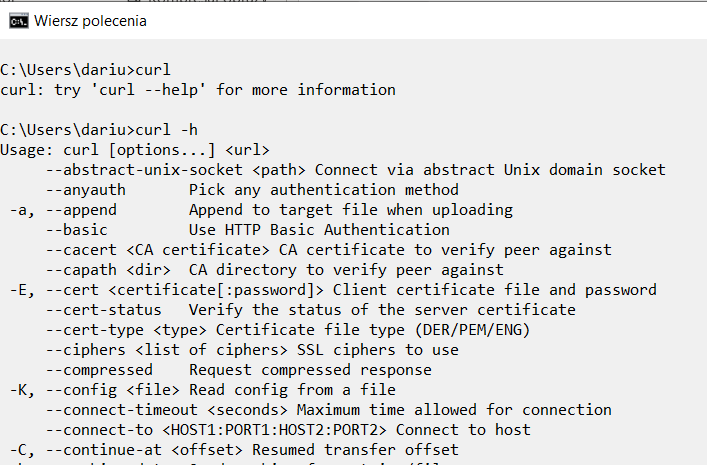 Wiersz polecenia
C:\Users\dariu>curl
curl: try 'curl --help' for more information
C:\Users\dariu>curl -h
Usage: curl [options...] <url>
--abstract-unix-socket <path> Connect via abstract Unix domain socket
--anyauth Pick any authentication method
-a, --append Append to target file when uploading
--basic Use HTTP Basic Authentication
--cacert <CA certificate> CA certificate to verify peer against
--capath <dir> CA directory to verify peer against
-E, --cert <certificate[:password]> Client certificate file and password
--cert-status Verify the status of the server certificate
--cert-type <type> Certificate file type (DER/PEM/ENG)
--ciphers <list of ciphers> SSL ciphers to use
--compressed Request compressed response
-K, --config <file> Read config from a file
--connect-timeout <seconds> Maximum time allowed for connection
--connect-to <HOST1:PORT1:HOST2:PORT2> Connect to host
-C, --continue-at <offset> Resumed transfer offset